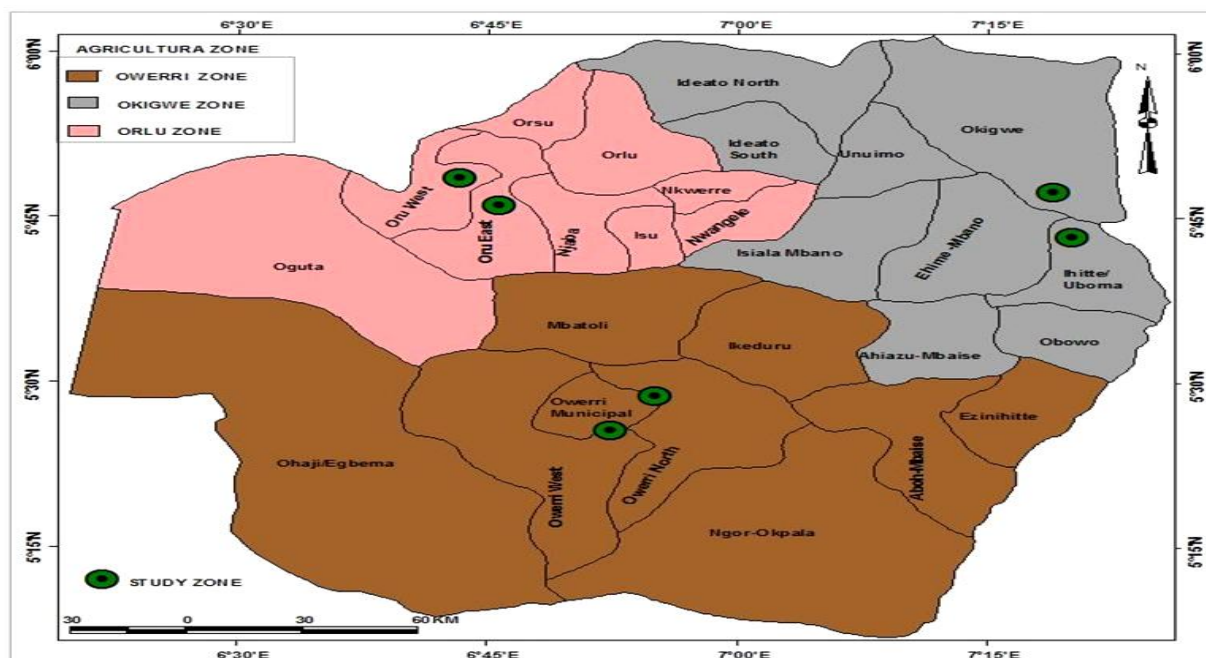 6°30'E 6°45'E 7°00'E 7°15'E
6°0'N
6°0'N
AGRICULTURA ZONE
OWERRI ZONE
OKIGWE ZONE
ORLU ZONE
N
Ideato North
Orsu
Okigwe
Orlu
Ideato
South
Unuimo
Nkwerre
Oru West
5°45'N
5°45'N
Oru East
Njaba
Isu
Nwangele
Isiala Mbano
Ehime-Mbano
Oguta
Ihitte/
Uboma
Mbatoli
Ikeduru
Ahiazu-Mbaise
Obowo
5°30'N
5°30'N
Owerri
Municipal
Ezinihitte
Ohaji/Egbema
Owerri West
Owerri North
Aboh-Mbaise
Ngor-Okpala
5°15'N
5°15'N
STUDY ZONE
30 0 30 60 KM
6°30'E 6°45'E 7°00'E 7°15'E